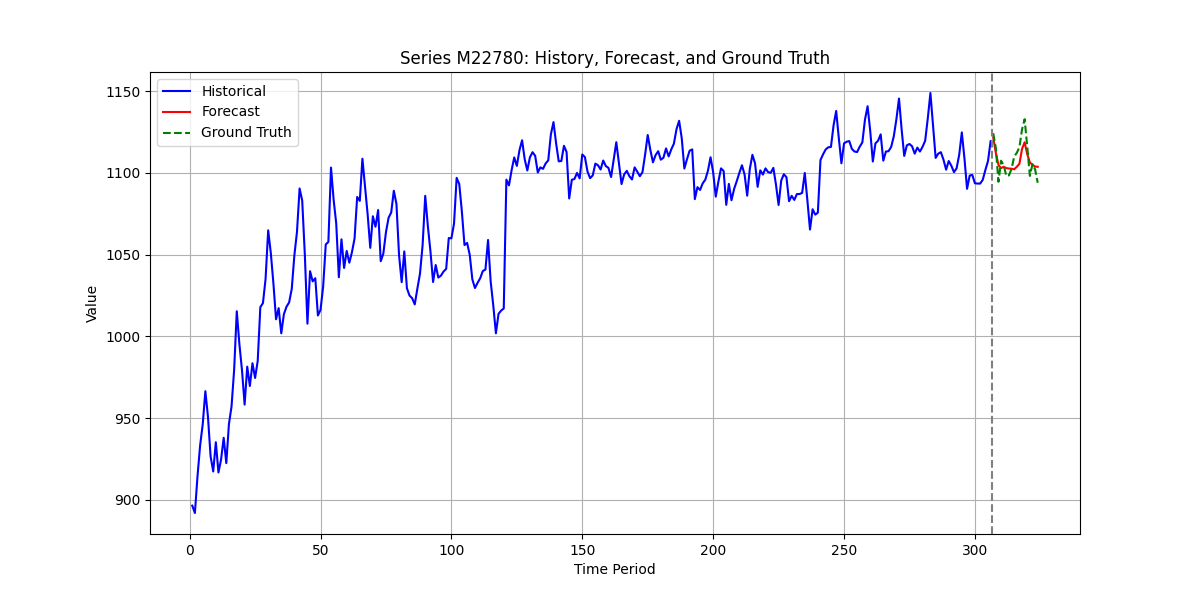 Series M22780: History, Forecast, and Ground Truth
Historical
Forecast
Ground Truth
Value
1150
1100
1050
1000
950
900
0 50 100 150 200 250 300
Time Period